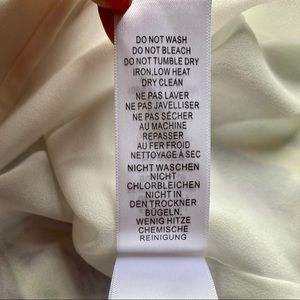 DO NOT WASH
DO NOT BLEACH
DO NOT TUMBLE DRY
IRON,LOW HEAT
DRY CLEAN
NE PAS LAVER
NE PAS JAVELLISER
NE PAS SÉCHER
AU MACHINE
REPASSER
AU FER FROID
NETTOYAGE À SEC
NICHT WASCHEN
NICHT
CHLORBLEICHEN
NICHT IN
DEN TROCKNER
BÜGELN,
WENIG HITZE
CHEMISCHE
REINIGUNG